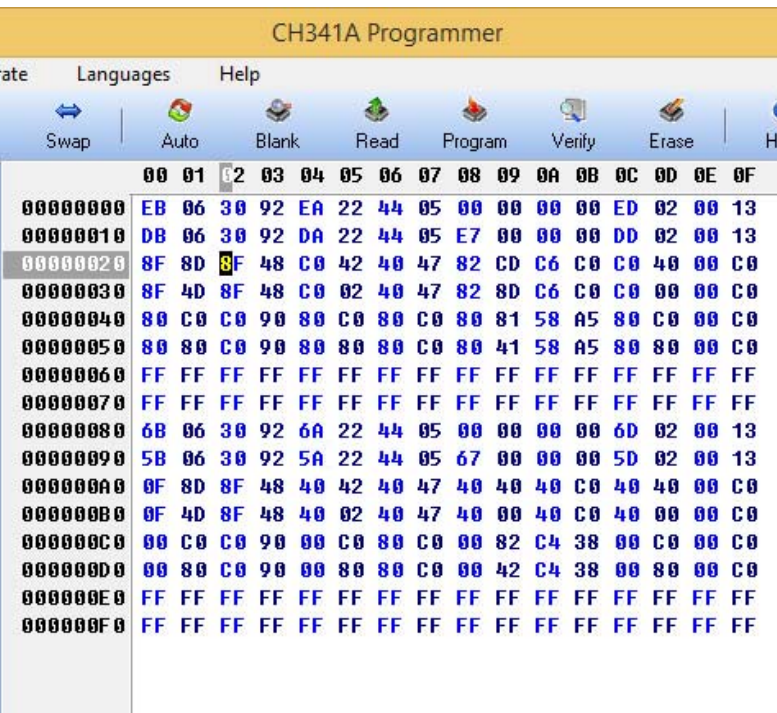 CH341A Programmer
rate Languages Help
Swap Auto Blank Read Program Verify Erase H
00 01 02 03 04 05 06 07 08 09 0A 0B 0C 0D 0E 0F
00000000 EB 06 30 92 EA 22 44 05 00 00 00 00 ED 02 00 13
00000010 DB 06 30 92 DA 22 44 05 E7 00 00 00 DD 02 00 13
00000020 8F 8D 8F 48 C0 42 40 47 82 CD C6 C0 C0 40 00 C0
00000030 8F 4D 8F 48 C0 02 40 47 82 8D C6 C0 C0 00 00 C0
00000040 80 C0 C0 90 80 C0 80 C0 80 81 58 A5 80 C0 00 C0
00000050 80 80 C0 90 80 80 80 C0 80 41 58 A5 80 80 00 C0
00000060 FF FF FF FF FF FF FF FF FF FF FF FF FF FF FF FF
00000070 FF FF FF FF FF FF FF FF FF FF FF FF FF FF FF FF
00000080 6B 06 30 92 6A 22 44 05 00 00 00 00 6D 02 00 13
00000090 5B 06 30 92 5A 22 44 05 67 00 00 00 5D 02 00 13
000000A0 0F 8D 8F 48 40 42 40 47 40 40 40 C0 40 40 00 C0
000000B0 0F 4D 8F 48 40 02 40 47 40 00 40 C0 40 00 00 C0
000000C0 00 C0 C0 90 00 C0 80 C0 00 82 C4 38 00 C0 00 C0
000000D0 00 80 C0 90 00 80 80 C0 00 42 C4 38 00 80 00 C0
000000E0 FF FF FF FF FF FF FF FF FF FF FF FF FF FF FF FF
000000F0 FF FF FF FF FF FF FF FF FF FF FF FF FF FF FF FF